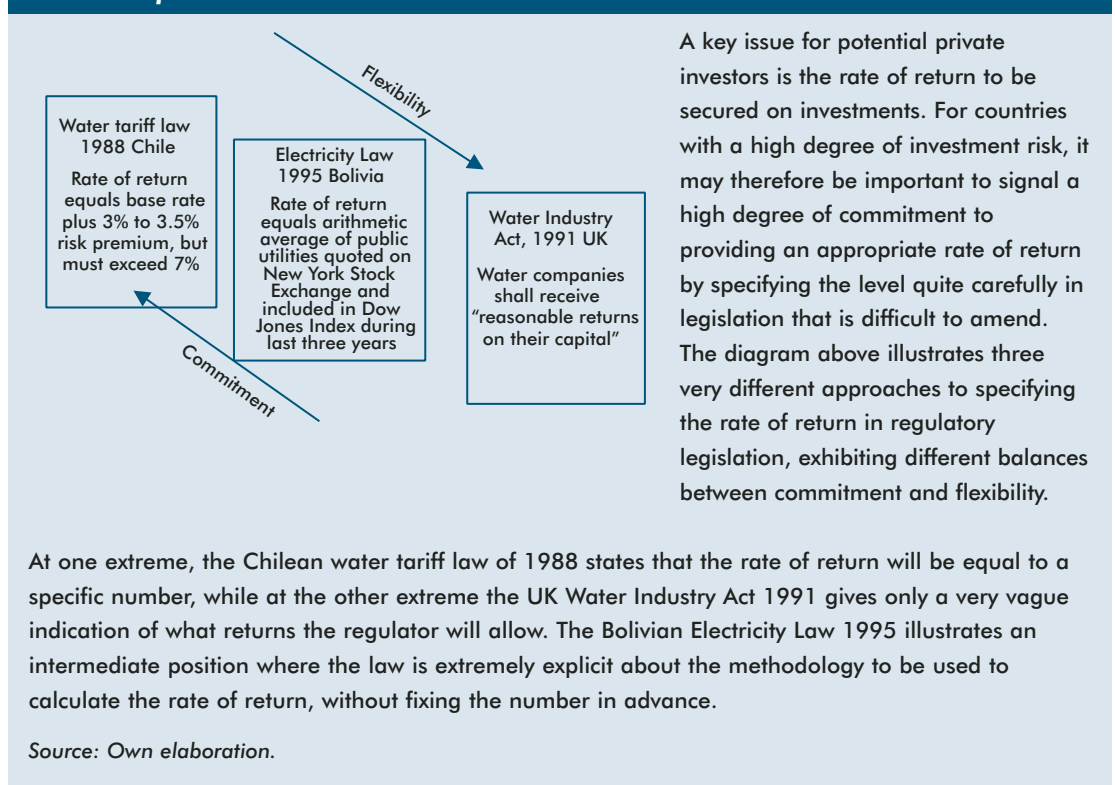 Flexibility
Water tariff law
1988 Chile
Rate of return
equals base rate
plus 3% to 3.5%
risk premium, but
must exceed 7%
Electricity Law
1995 Bolivia
Rate of return
equals arithmetic
average of public
utilities quoted on
New York Stock
Exchange and
included in Dow
Jones Index during
last three years
Water Industry
Act, 1991 UK
Water companies
shall receive
“reasonable returns
on their capital”
Commitment
A key issue for potential private
investors is the rate of return to be
secured on investments. For countries
with a high degree of investment risk, it
may therefore be important to signal a
high degree of commitment to
providing an appropriate rate of return
by specifying the level quite carefully in
legislation that is difficult to amend.
The diagram above illustrates three
very different approaches to specifying
the rate of return in regulatory
legislation, exhibiting different balances
between commitment and flexibility.
At one extreme, the Chilean water tariff law of 1988 states that the rate of return will be equal to a
specific number, while at the other extreme the UK Water Industry Act 1991 gives only a very vague
indication of what returns the regulator will allow. The Bolivian Electricity Law 1995 illustrates an
intermediate position where the law is extremely explicit about the methodology to be used to
calculate the rate of return, without fixing the number in advance.
Source: Own elaboration.